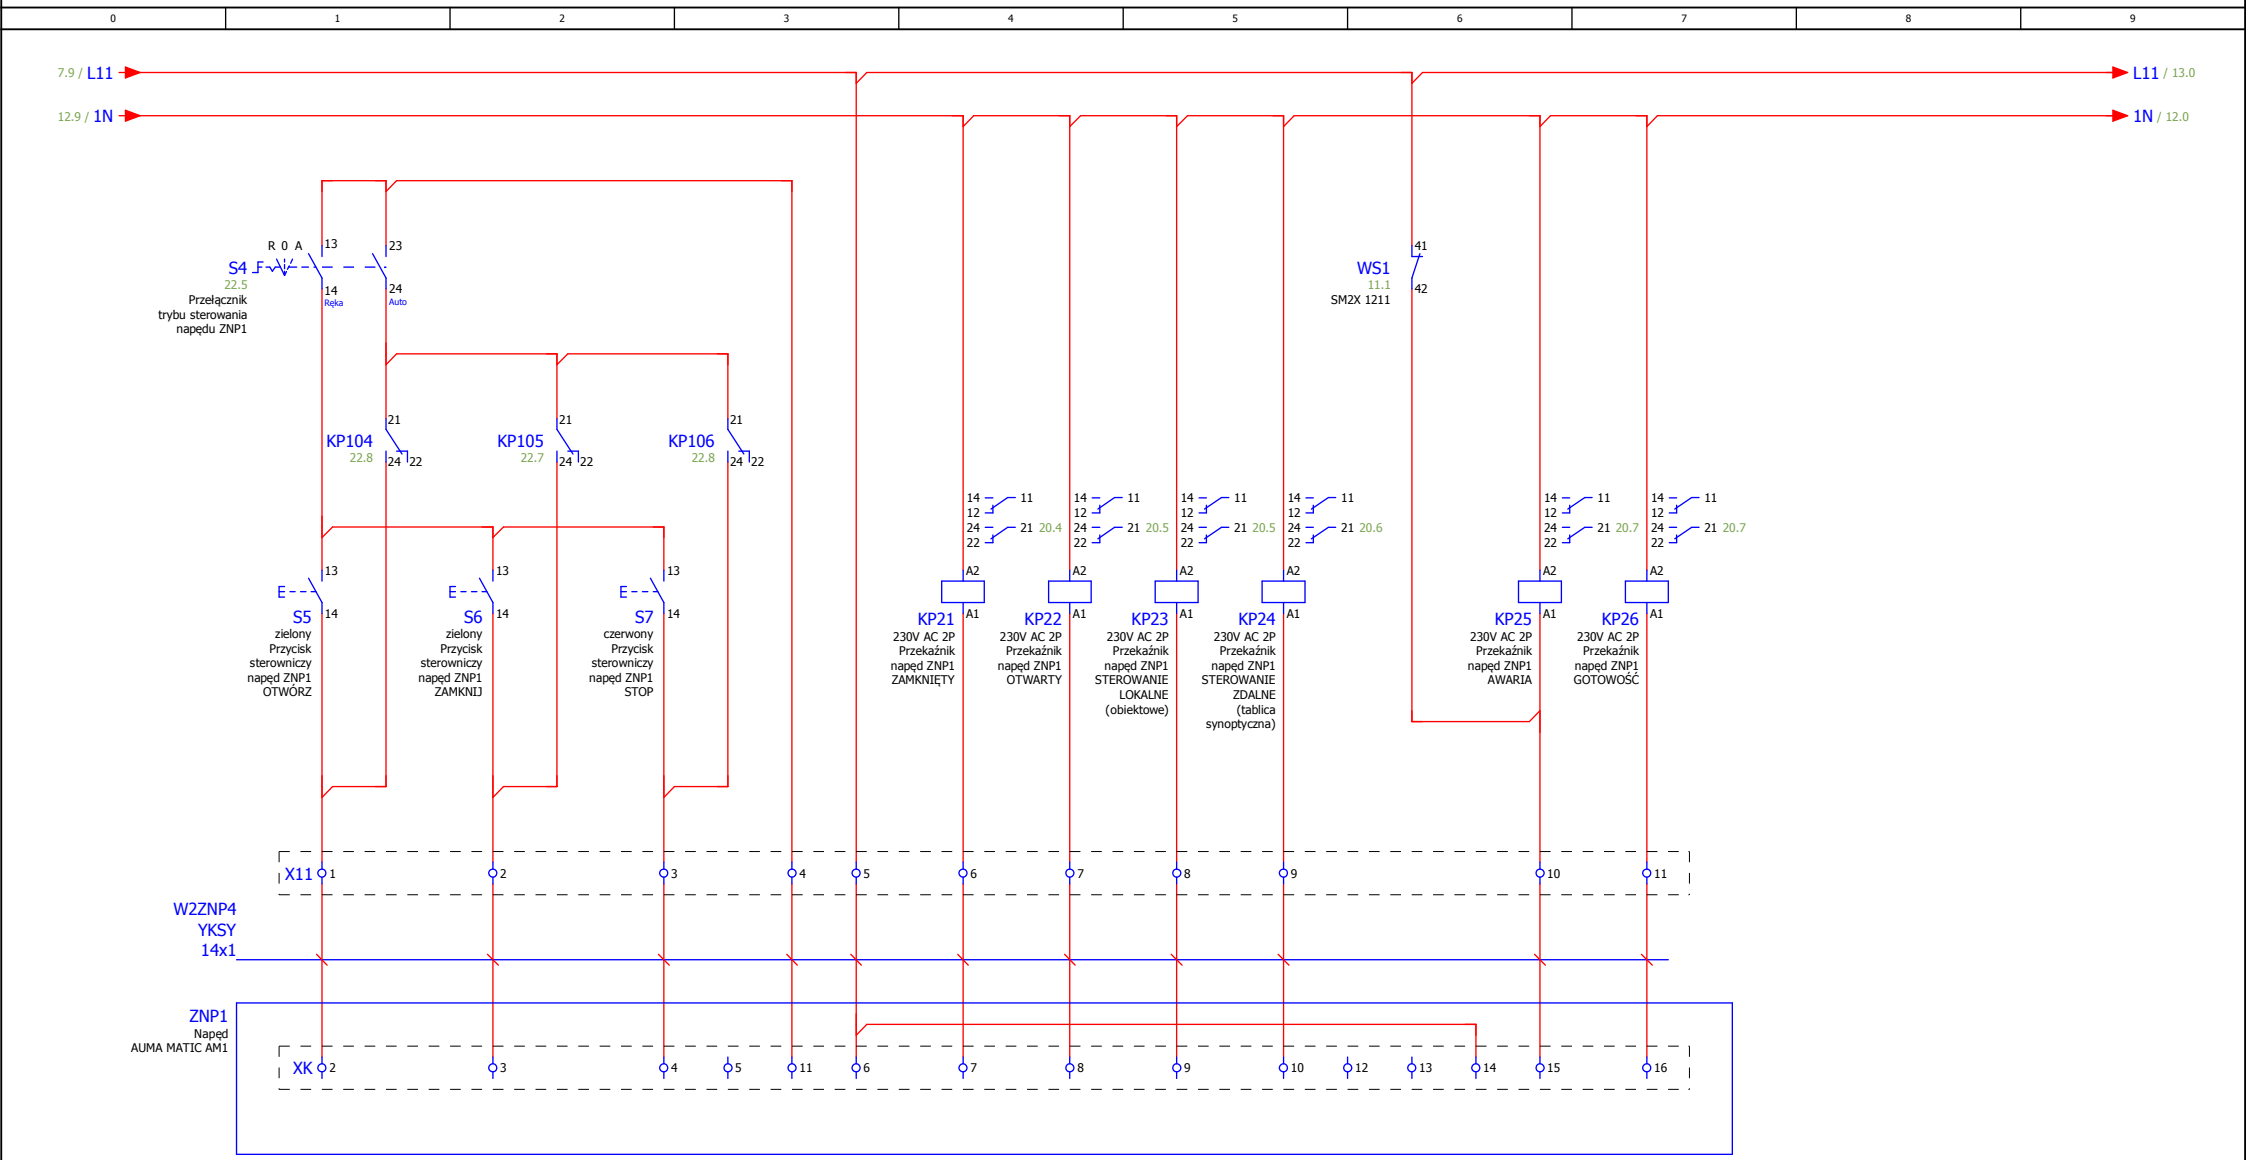 0 1 2 3 4 5 6 7 8 9
7.9 / L11
L11 / 13.0
12.9 / 1N
1N / 12.0
R 0 A
13
23
S4
22.5
14
Ręka
24
Auto
Przełącznik
trybu sterowania
napędu ZNP1
41
WS1
11.1
42
SM2X 1211
21
KP104
22.8
24 22
21
KP105
22.7
24 22
21
KP106
22.8
24 22
14 11
12
24 21 20.4
22
14 11
12
24 21 20.5
22
14 11
12
24 21 20.5
22
14 11
12
24 21 20.6
22
14 11
12
24 21 20.7
22
14 11
12
24 21 20.7
22
13
E
S5
14
zielony
Przycisk
sterowniczy
napęd ZNP1
OTWÓRZ
13
E
S6
14
zielony
Przycisk
sterowniczy
napęd ZNP1
ZAMKNIJ
13
E
S7
14
czerwony
Przycisk
sterowniczy
napęd ZNP1
STOP
A2
A1
KP21
230V AC 2P
Przekaźnik
napęd ZNP1
ZAMKNIĘTY
A2
A1
KP22
230V AC 2P
Przekaźnik
napęd ZNP1
OTWARTY
A2
A1
KP23
230V AC 2P
Przekaźnik
napęd ZNP1
STEROWANIE
LOKALNE
(obiektowe)
A2
A1
KP24
230V AC 2P
Przekaźnik
napęd ZNP1
STEROWANIE
ZDALNE
(tablica
synoptyczna)
A2
A1
KP25
230V AC 2P
Przekaźnik
napęd ZNP1
AWARIA
A2
A1
KP26
230V AC 2P
Przekaźnik
napęd ZNP1
GOTOWOŚĆ
X11 1 2 3 4 5 6 7 8 9 10 11
W2ZNP4
YKSY
14x1
ZNP1
Napęd
AUMA MATIC AM1
XK 2 3 4 5 11 6 7 8 9 10 12 13 14 15 16